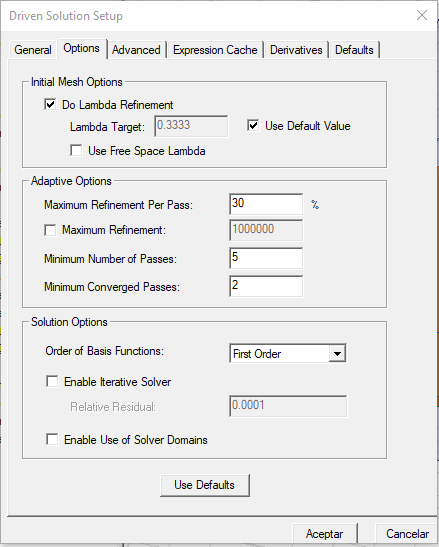 Driven Solution Setup
General Options Advanced Expression Cache Derivatives Defaults
Initial Mesh Options
Do Lambda Refinement
Lambda Target: 0.3333 Use Default Value
Use Free Space Lambda
Adaptive Options
Maximum Refinement Per Pass: 30 %
Maximum Refinement: 1000000
Minimum Number of Passes: 5
Minimum Converged Passes: 2
Solution Options
Order of Basis Functions: First Order
Enable Iterative Solver
Relative Residual: 0.0001
Enable Use of Solver Domains
Use Defaults
Aceptar Cancelar